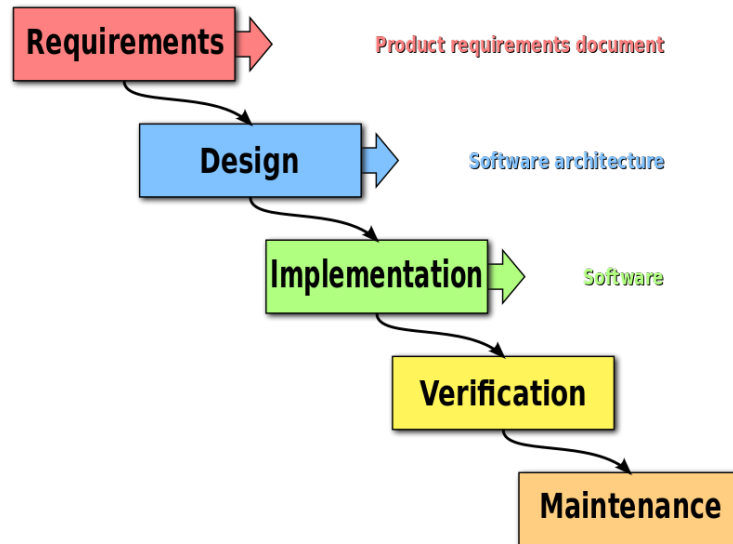 Requirements
Product requirements document
Design
Software architecture
Implementation
Software
Verification
Maintenance